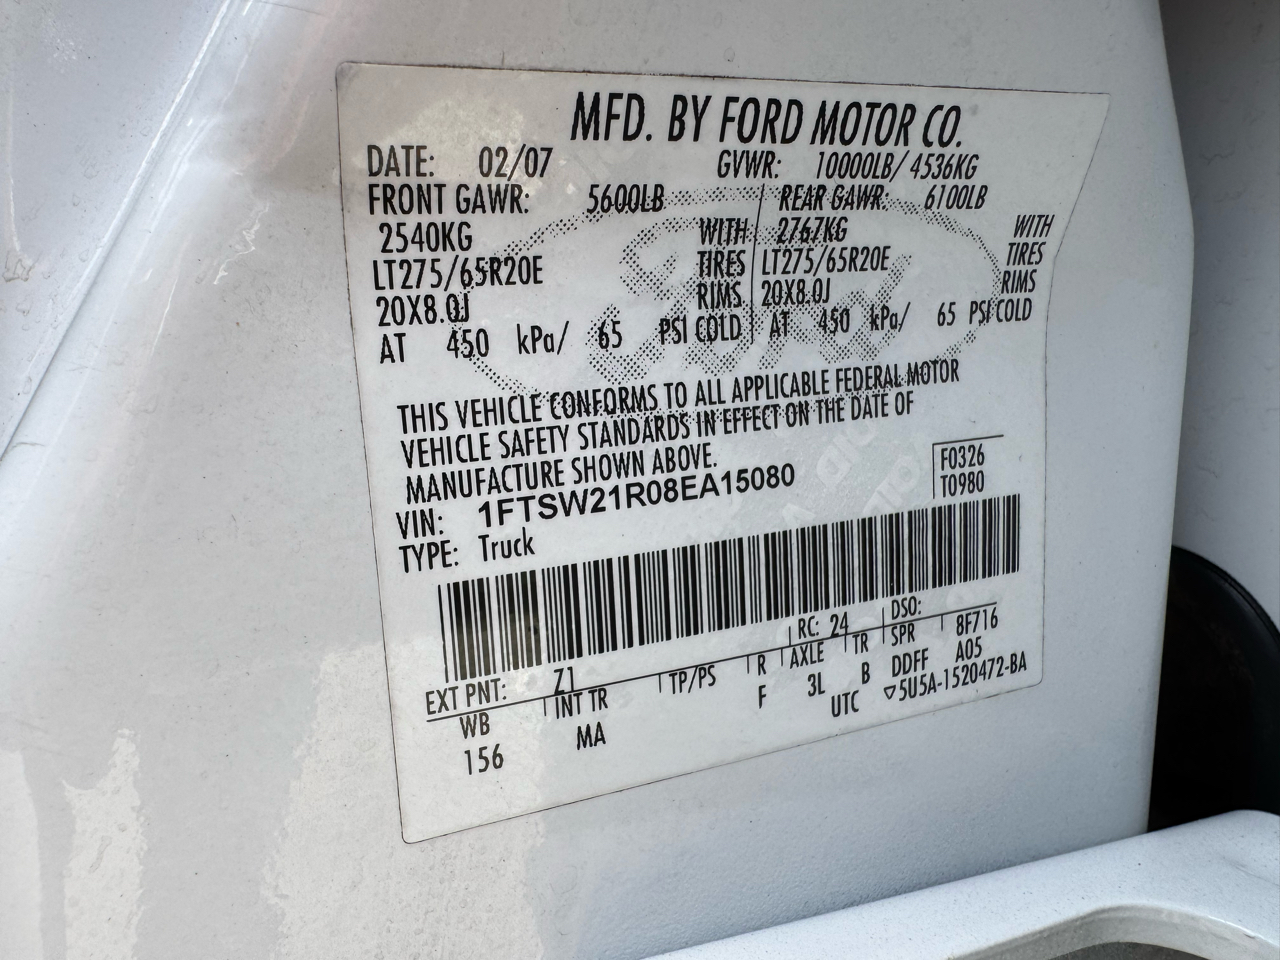 MFD. BY FORD MOTOR CO.
DATE: 02/07 GVWR: 10000LB/ 4536KG
FRONT GAWR: 5600LB REAR GAWR: 6100LB
2540KG WITH 2767KG WITH
LT275/65R20E TIRES LT275/65R20E TIRES
20X8.0J RIMS 20X8.0J RIMS
AT 450 kPa/ 65 PSI COLD AT 450 kPa/ 65 PSI COLD
THIS VEHICLE CONFORMS TO ALL APPLICABLE FEDERAL MOTOR
VEHICLE SAFETY STANDARDS IN EFFECT ON THE DATE OF
MANUFACTURE SHOWN ABOVE.
VIN: 1FTSW21R08EA15080 F0326
TYPE: Truck T0980
EXT PNT: Z1 RC: 24 DSO:
WB INT TR TP/PS R AXLE TR SPR 8F716
156 MA F 3L B DDFF A05
UTC ▽5U5A-1520472-BA